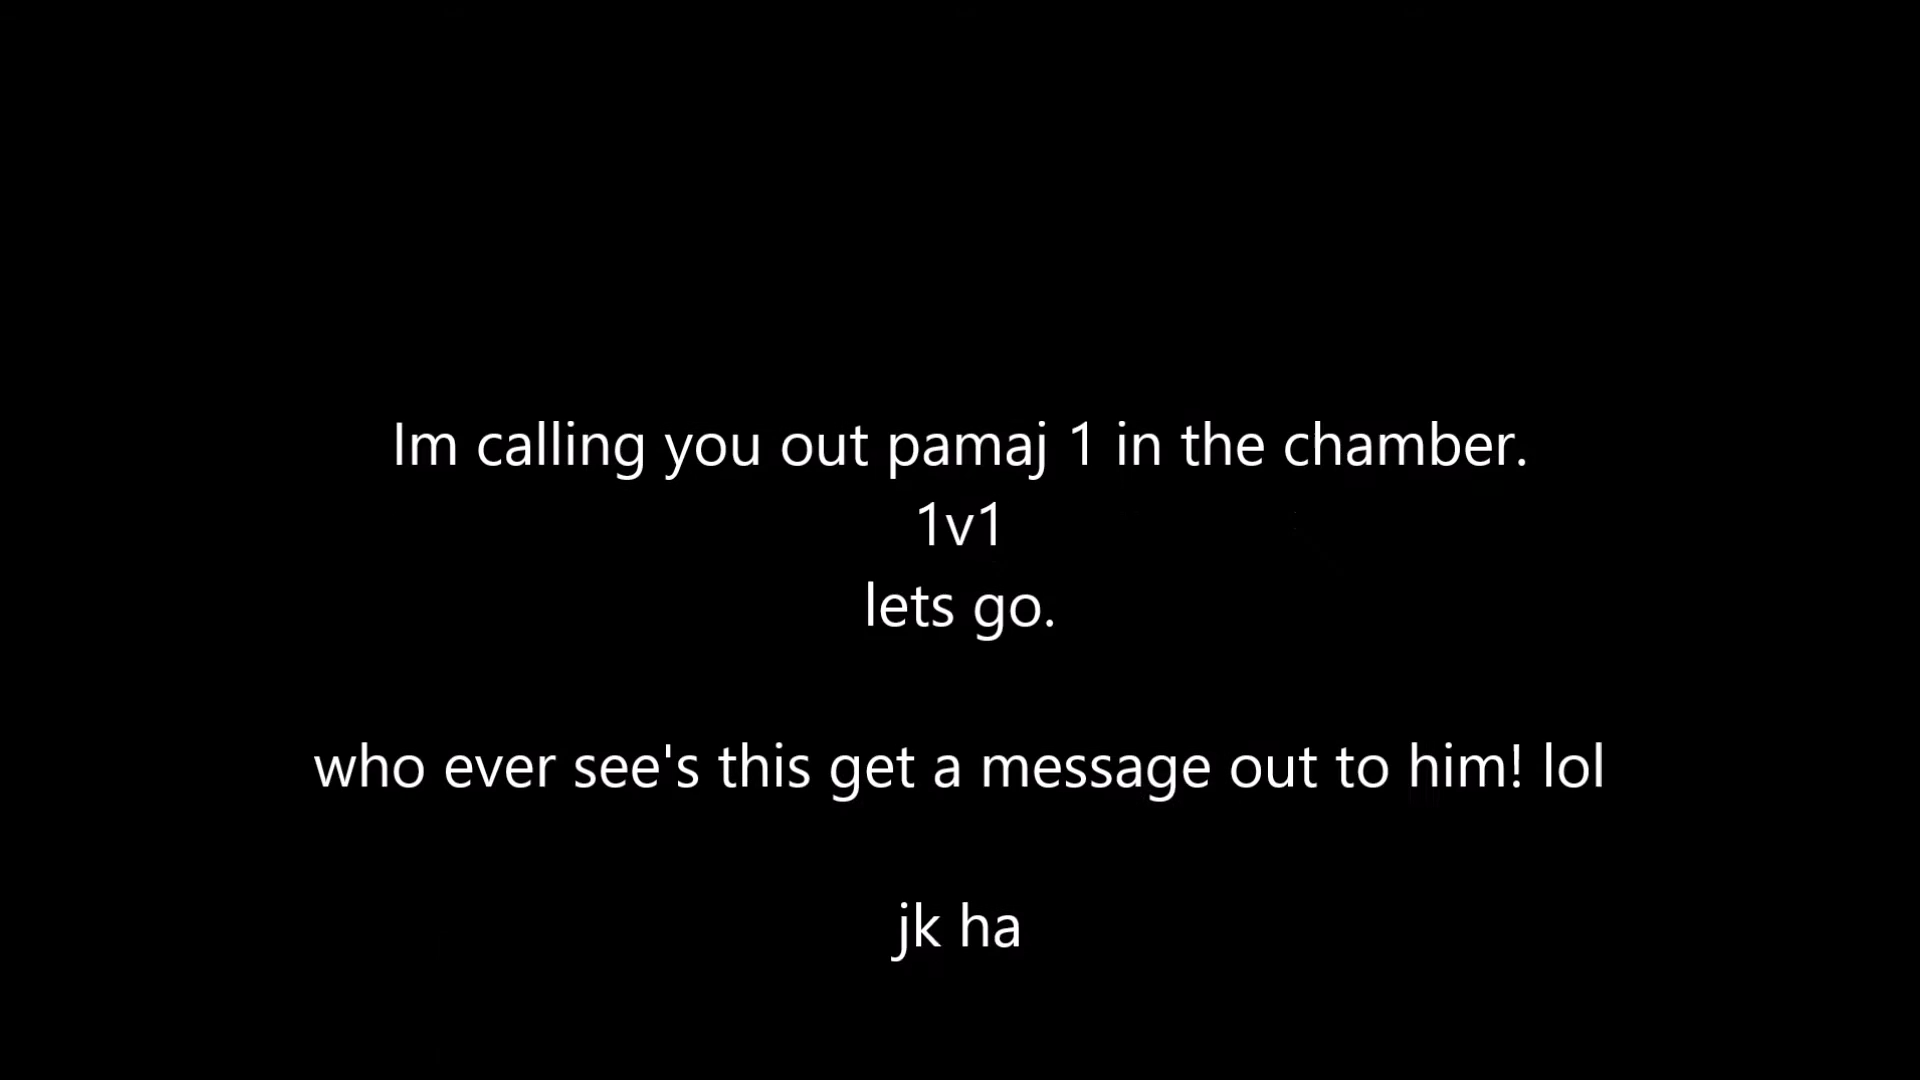 Im calling you out pamaj 1 in the chamber.
1v1
lets go.
who ever see's this get a message out to him! lol
jk ha